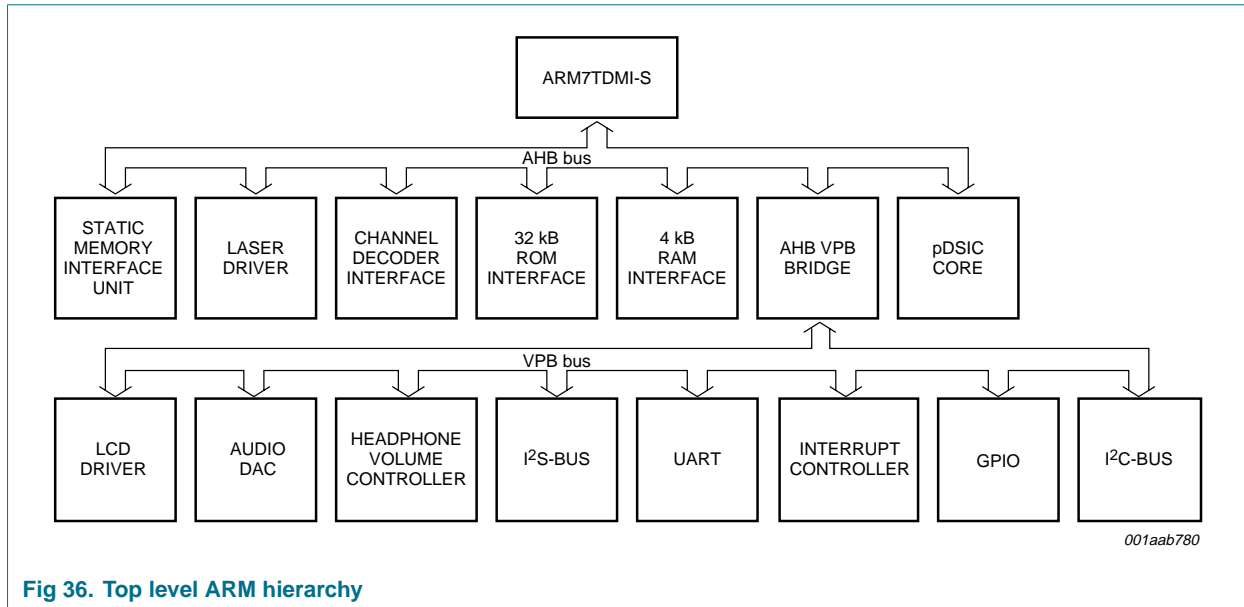 ARM7TDMI-S
AHB bus
STATIC
MEMORY
INTERFACE
UNIT
LASER
DRIVER
CHANNEL
DECODER
INTERFACE
32 kB
ROM
INTERFACE
4 kB
RAM
INTERFACE
AHB VPB
BRIDGE
pDSIC
CORE
VPB bus
LCD
DRIVER
AUDIO
DAC
HEADPHONE
VOLUME
CONTROLLER
I²S-BUS
UART
INTERRUPT
CONTROLLER
GPIO
I²C-BUS
001aab780
Fig 36. Top level ARM hierarchy